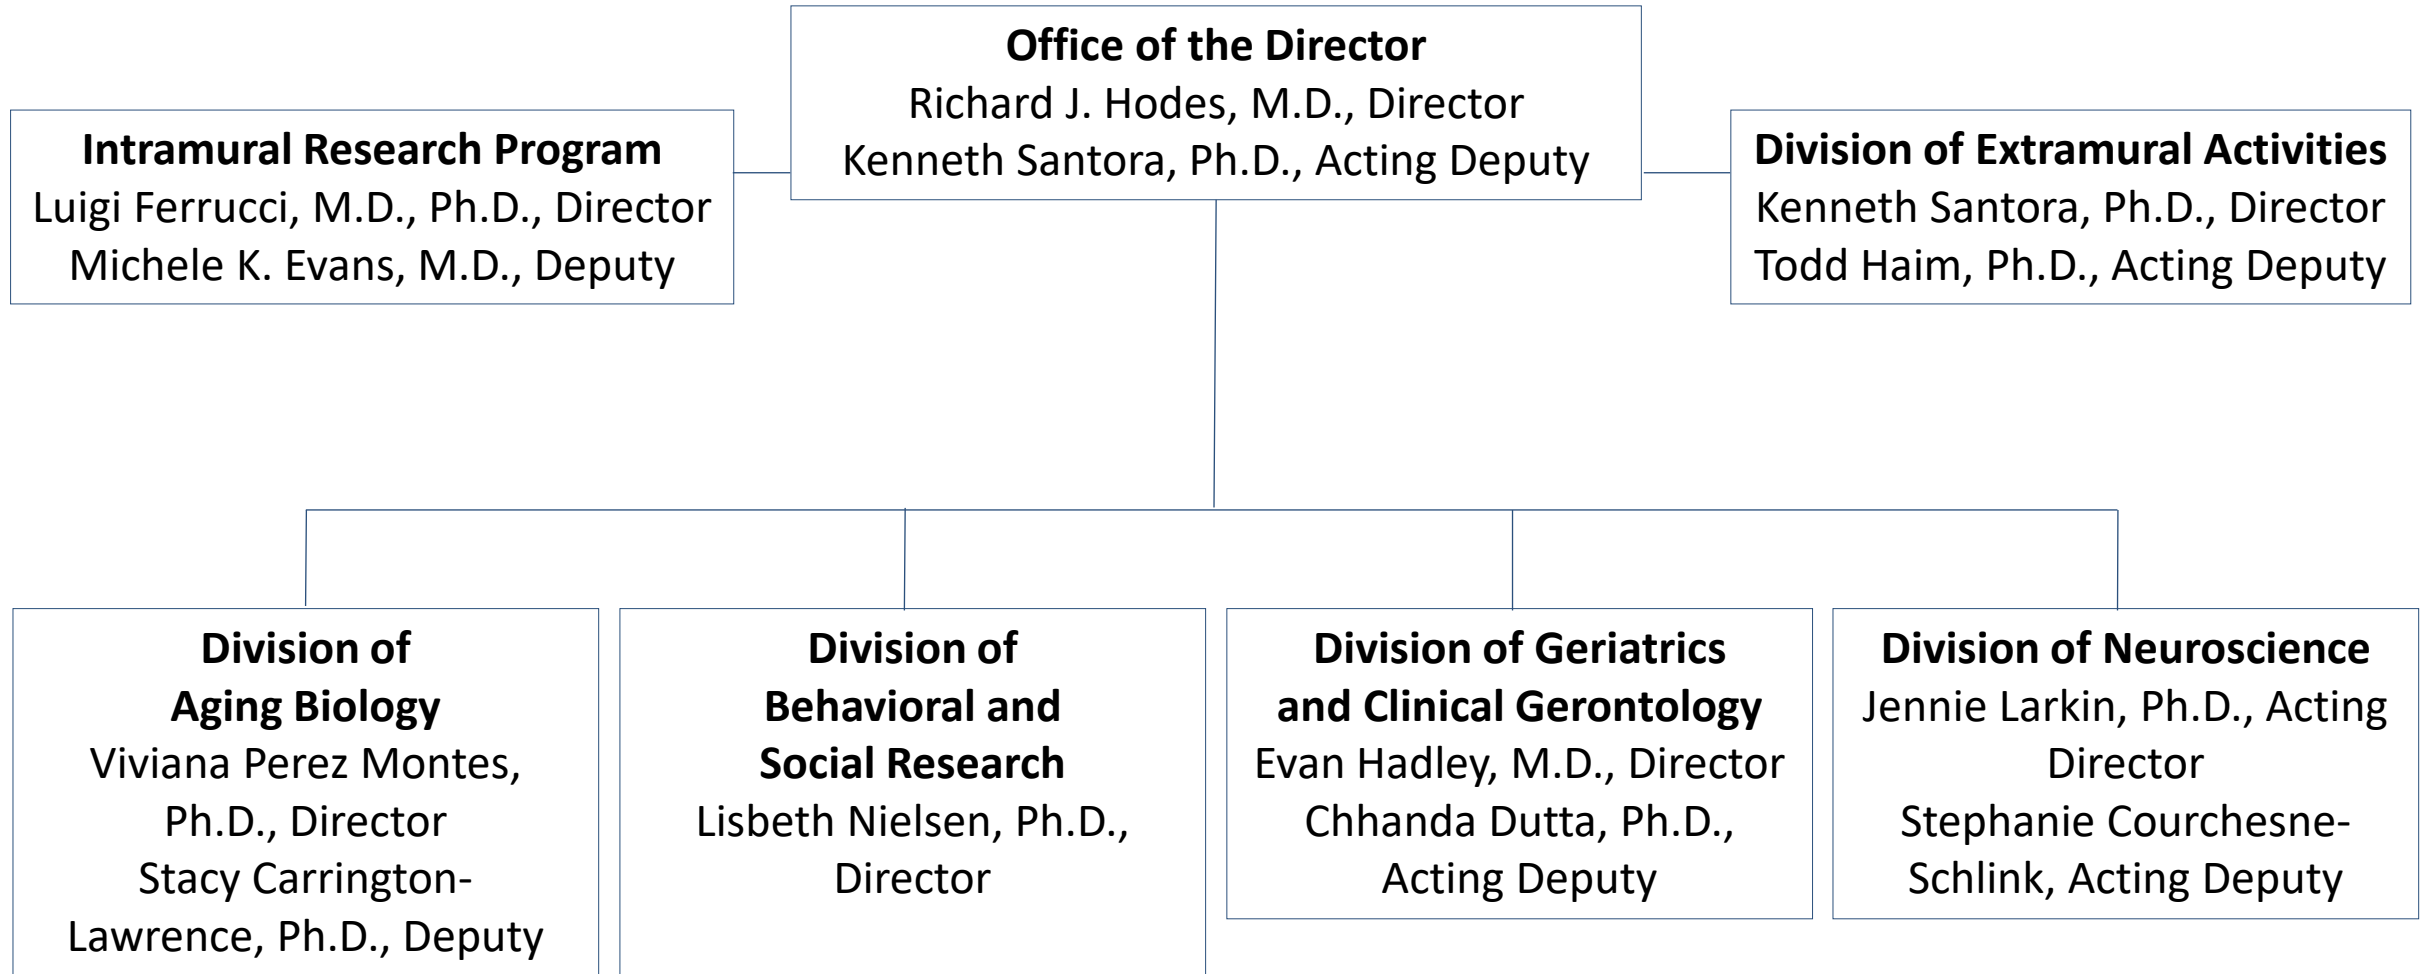 Office of the Director
Richard J. Hodes, M.D., Director
Kenneth Santora, Ph.D., Acting Deputy
Intramural Research Program
Luigi Ferrucci, M.D., Ph.D., Director
Michele K. Evans, M.D., Deputy
Division of Extramural Activities
Kenneth Santora, Ph.D., Director
Todd Haim, Ph.D., Acting Deputy
Division of
Aging Biology
Viviana Perez Montes,
Ph.D., Director
Stacy Carrington-
Lawrence, Ph.D., Deputy
Division of
Behavioral and
Social Research
Lisbeth Nielsen, Ph.D.,
Director
Division of Geriatrics
and Clinical Gerontology
Evan Hadley, M.D., Director
Chhanda Dutta, Ph.D.,
Acting Deputy
Division of Neuroscience
Jennie Larkin, Ph.D., Acting
Director
Stephanie Courchesne-
Schlink, Acting Deputy